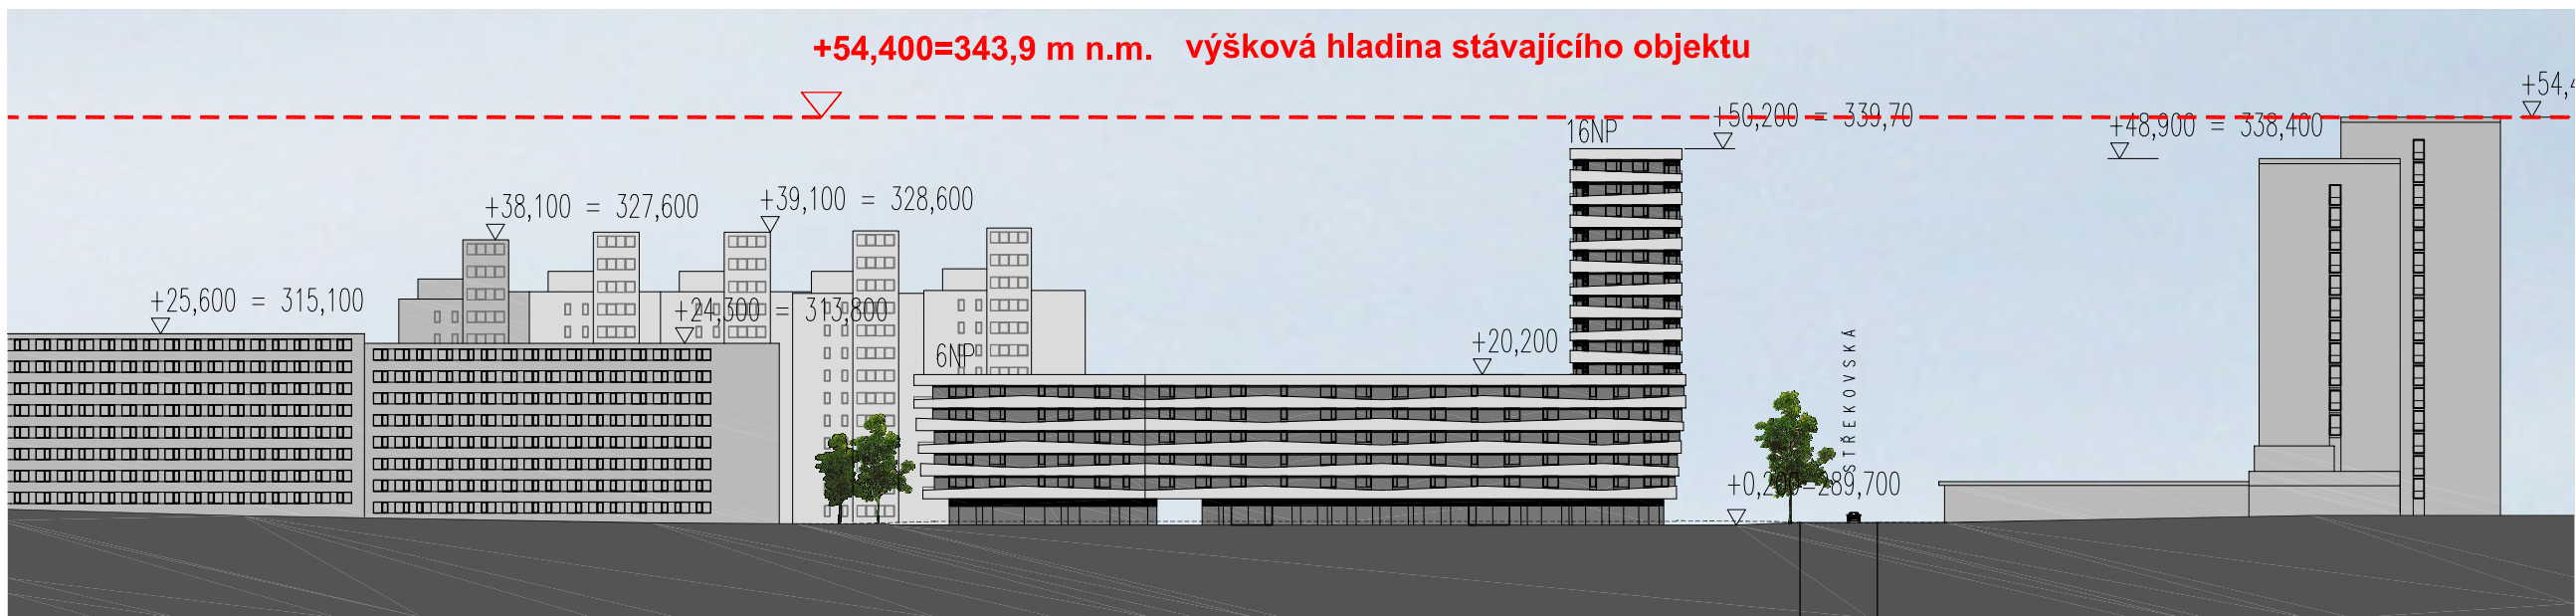 +54,400=343,9 m n.m. výšková hladina stávajícího objektu
+54,4
+50,200 = 339,70
16NP
+48,900 = 338,400
+38,100 = 327,600
+39,100 = 328,600
+25,600 = 315,100
+24,300 = 313,800
6NP
+20,200
STŘEKOVSKÁ
+0,200=289,700